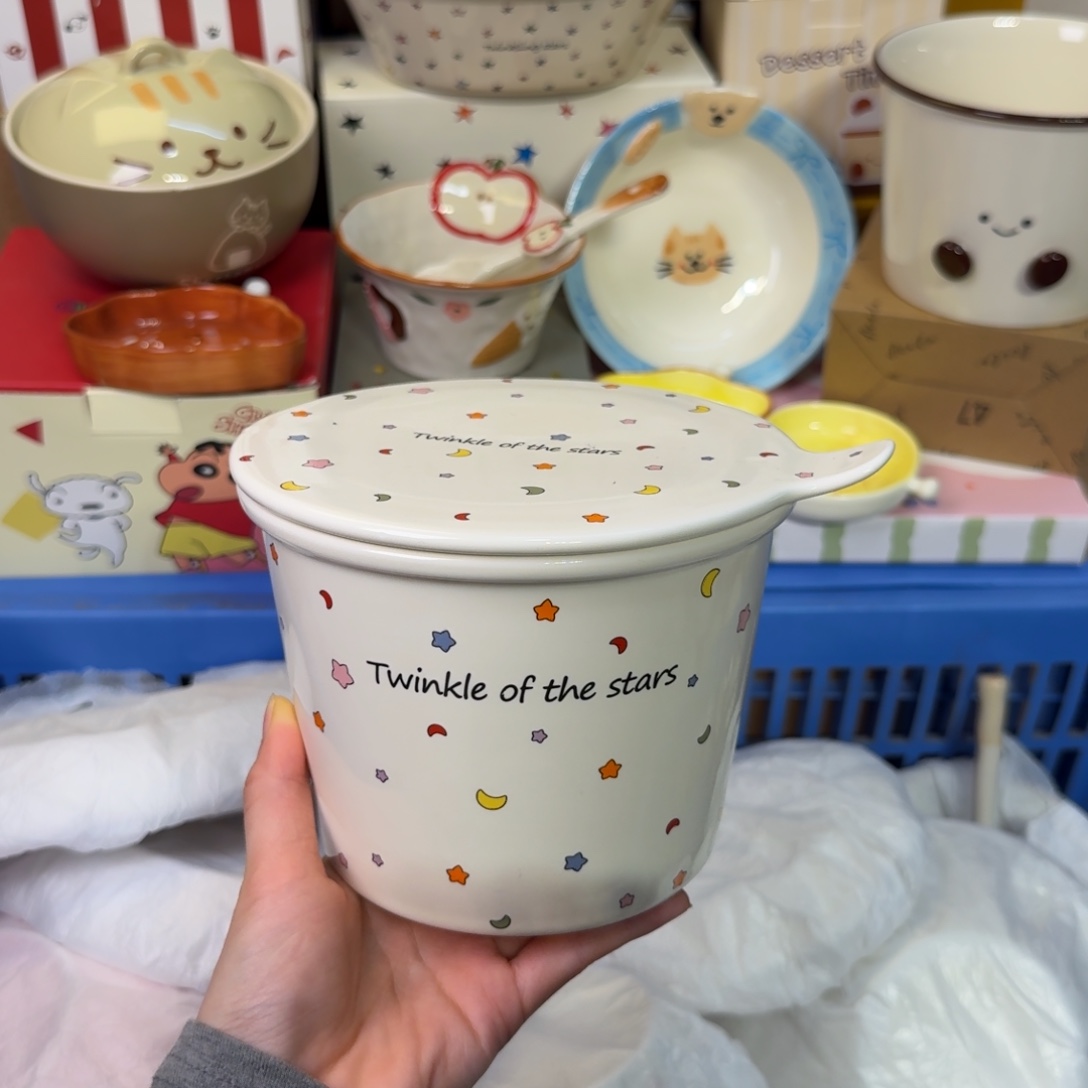 Dessert
Twinkle of the stars
Twinkle of the stars